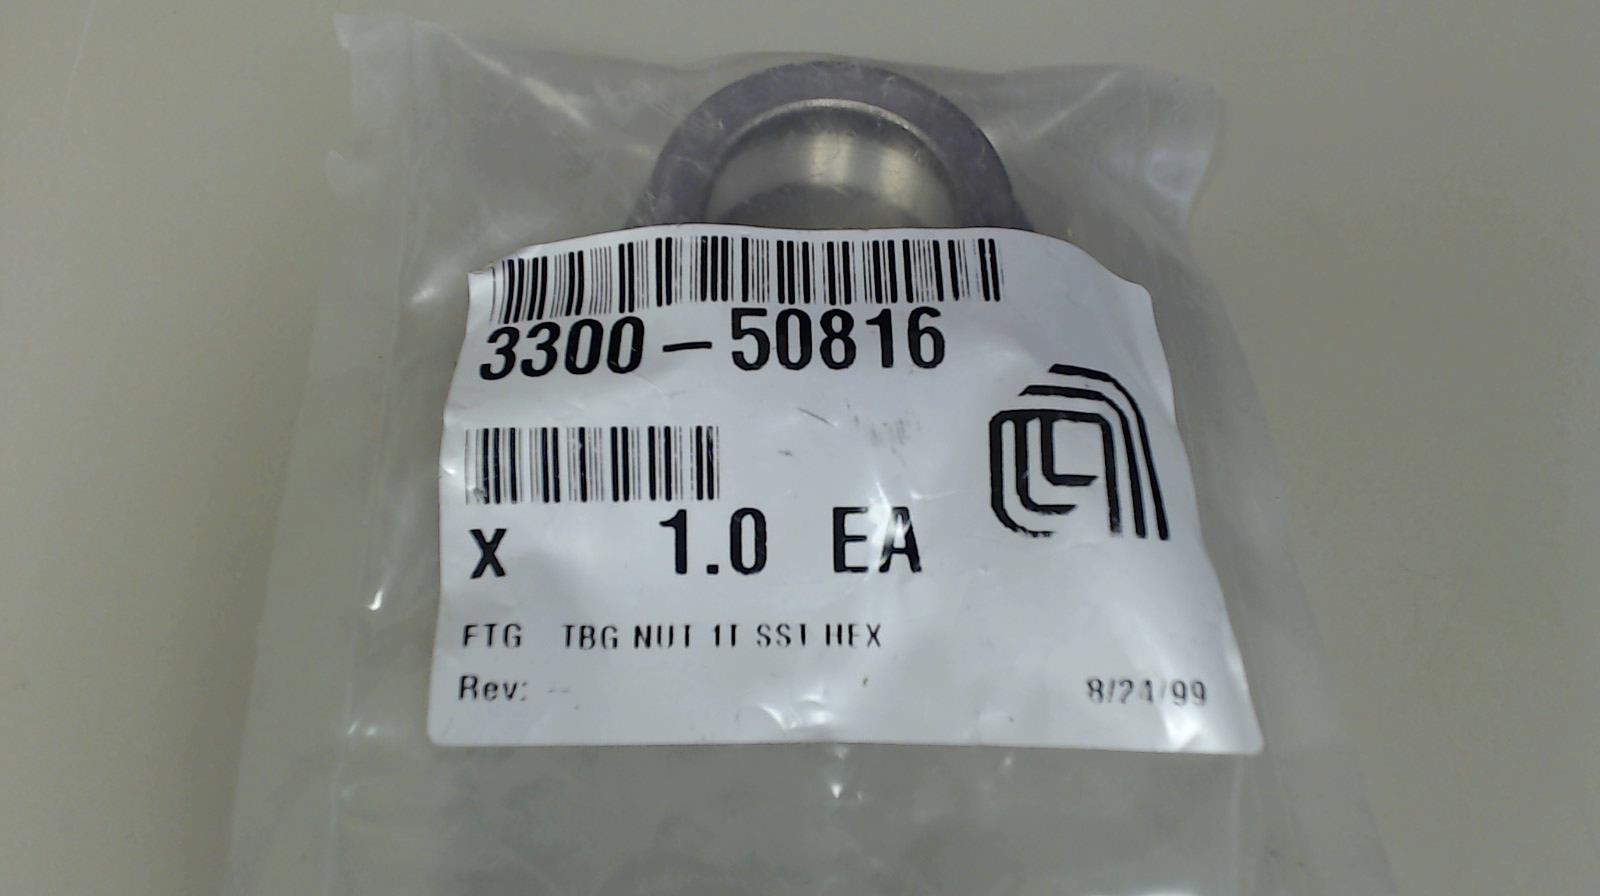 3300-50816
X 1.0 EA
FTG TBG NUT 1T SST HEX
Rev: --
8/24/99